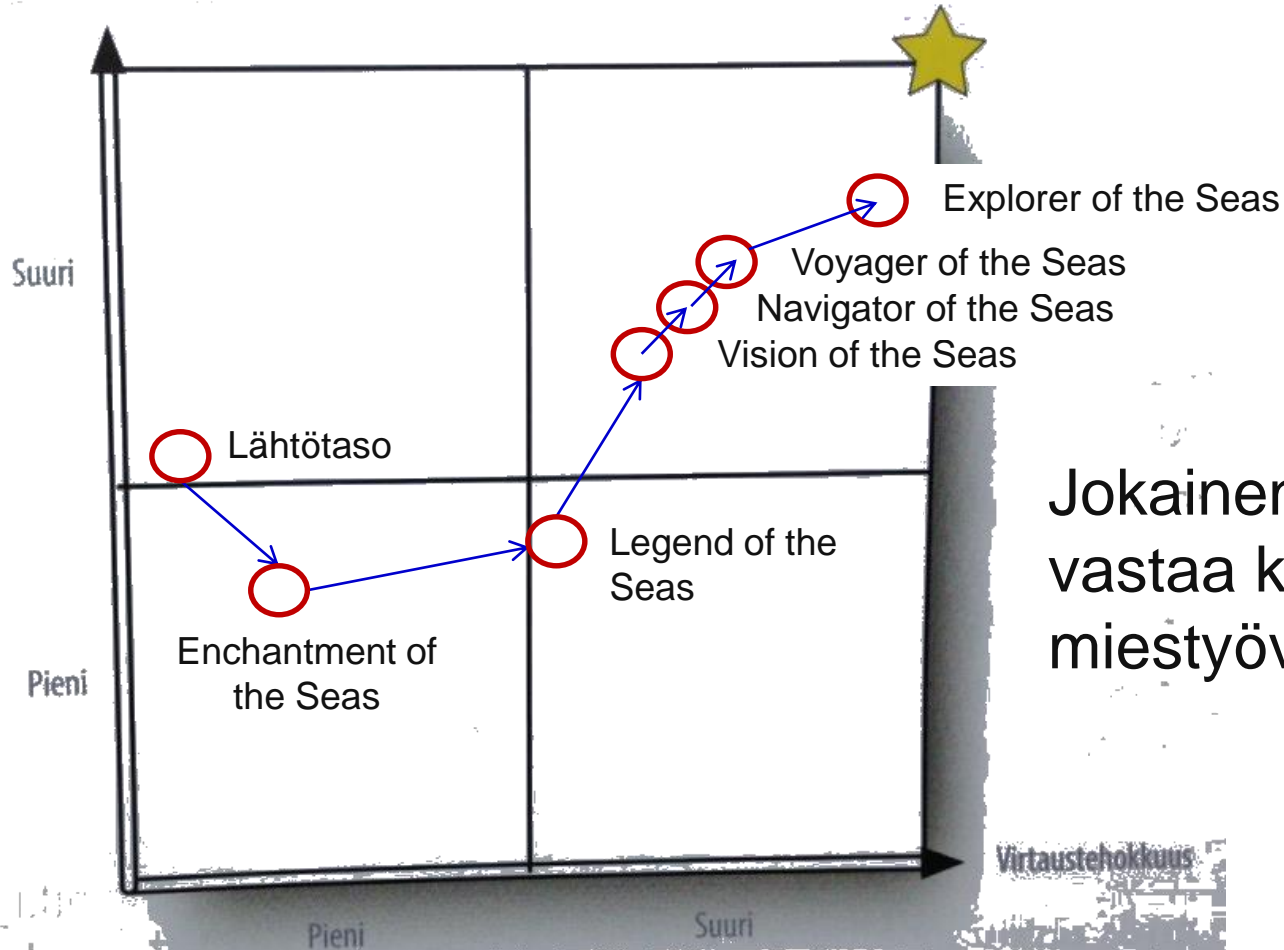 Explorer of the Seas
Voyager of the Seas
Suuri
Navigator of the Seas
Vision of the Seas
Lähtötaso
Jokainen
vastaa k
miestyöv
Legend of the
Seas
Enchantment of
the Seas
Pieni
Virtaustehokkuus
Pieni
Suuri